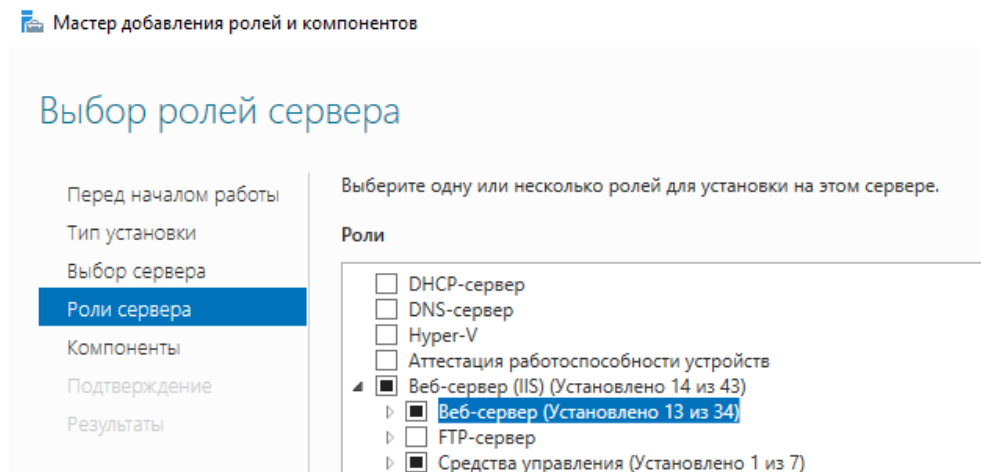 Мастер добавления ролей и компонентов
Выбор ролей сервера
Перед началом работы
Тип установки
Выбор сервера
Роли сервера
Компоненты
Подтверждение
Результаты
Выберите одну или несколько ролей для установки на этом сервере.
Роли
DHCP-сервер
DNS-сервер
Hyper-V
Аттестация работоспособности устройств
Веб-сервер (IIS) (Установлено 14 из 43)
Веб-сервер (Установлено 13 из 34)
FTP-сервер
Средства управления (Установлено 1 из 7)